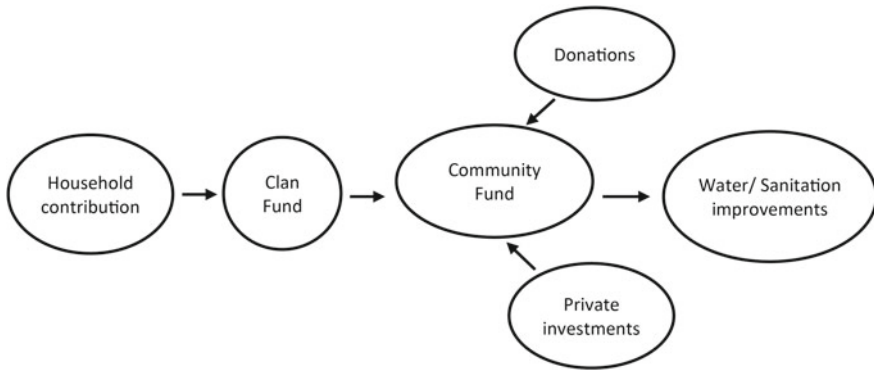 Donations
Household
contribution
Clan
Fund
Community
Fund
Water/ Sanitation
improvements
Private
investments